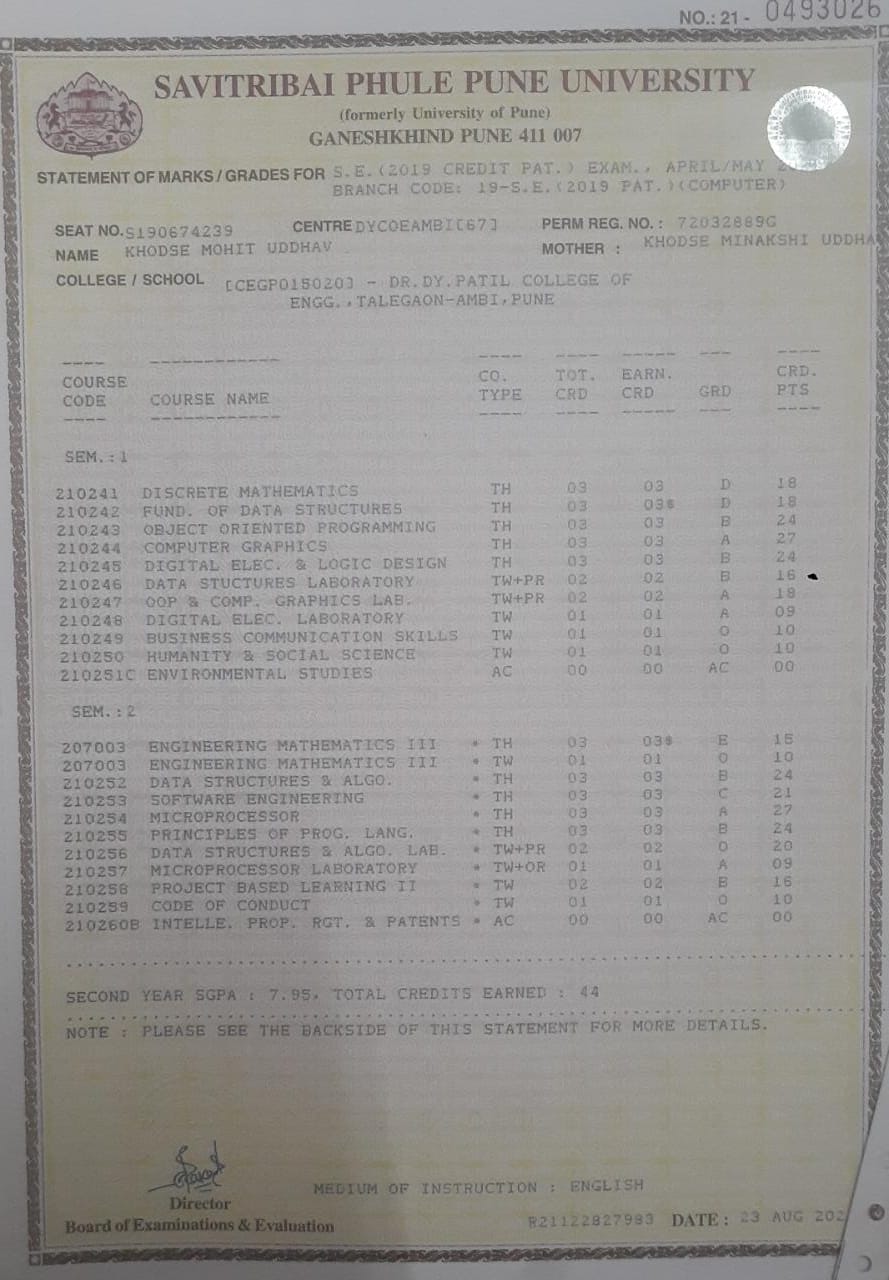 NO.: 21 - 0493026
SAVITRIBAI PHULE PUNE UNIVERSITY
(formerly University of Pune)
GANESHKHIND PUNE 411 007
STATEMENT OF MARKS / GRADES FOR S.E.(2019 CREDIT PAT.) EXAM., APRIL/MAY
BRANCH CODE: 19-S.E.(2019 PAT.)(COMPUTER)
SEAT NO. S190674239 CENTRE DYCOEAMBI[67] PERM REG. NO. : 72032889G
NAME KHODSE MOHIT UDDHAV MOTHER : KHODSE MINAKSHI UDDHA
COLLEGE / SCHOOL [CEGP015020] - DR.DY.PATIL COLLEGE OF
ENGG.,TALEGAON-AMBI,PUNE
COURSE CODE COURSE NAME CO. TYPE TOT. CRD EARN. CRD GRD CRD. PTS
SEM.:1
210241 DISCRETE MATHEMATICS TH 03 03 D 18
210242 FUND. OF DATA STRUCTURES TH 03 03$ D 18
210243 OBJECT ORIENTED PROGRAMMING TH 03 03 B 24
210244 COMPUTER GRAPHICS TH 03 03 A 27
210245 DIGITAL ELEC. & LOGIC DESIGN TH 03 03 B 24
210246 DATA STUCTURES LABORATORY TW+PR 02 02 B 16
210247 OOP & COMP. GRAPHICS LAB. TW+PR 02 02 A 18
210248 DIGITAL ELEC. LABORATORY TW 01 01 A 09
210249 BUSINESS COMMUNICATION SKILLS TW 01 01 O 10
210250 HUMANITY & SOCIAL SCIENCE TW 01 01 O 10
210251C ENVIRONMENTAL STUDIES AC 00 00 AC 00
SEM.:2
207003 ENGINEERING MATHEMATICS III * TH 03 03$ E 15
207003 ENGINEERING MATHEMATICS III * TW 01 01 O 10
210252 DATA STRUCTURES & ALGO. * TH 03 03 B 24
210253 SOFTWARE ENGINEERING * TH 03 03 C 21
210254 MICROPROCESSOR * TH 03 03 A 27
210255 PRINCIPLES OF PROG. LANG. * TH 03 03 B 24
210256 DATA STRUCTURES & ALGO. LAB. * TW+PR 02 02 O 20
210257 MICROPROCESSOR LABORATORY * TW+OR 01 01 A 09
210258 PROJECT BASED LEARNING II * TW 02 02 B 16
210259 CODE OF CONDUCT * TW 01 01 O 10
210260B INTELLE. PROP. RGT. & PATENTS * AC 00 00 AC 00
SECOND YEAR SGPA : 7.95, TOTAL CREDITS EARNED : 44
NOTE : PLEASE SEE THE BACKSIDE OF THIS STATEMENT FOR MORE DETAILS.
MEDIUM OF INSTRUCTION : ENGLISH
Director
Board of Examinations & Evaluation R21122827983 DATE : 23 AUG 202